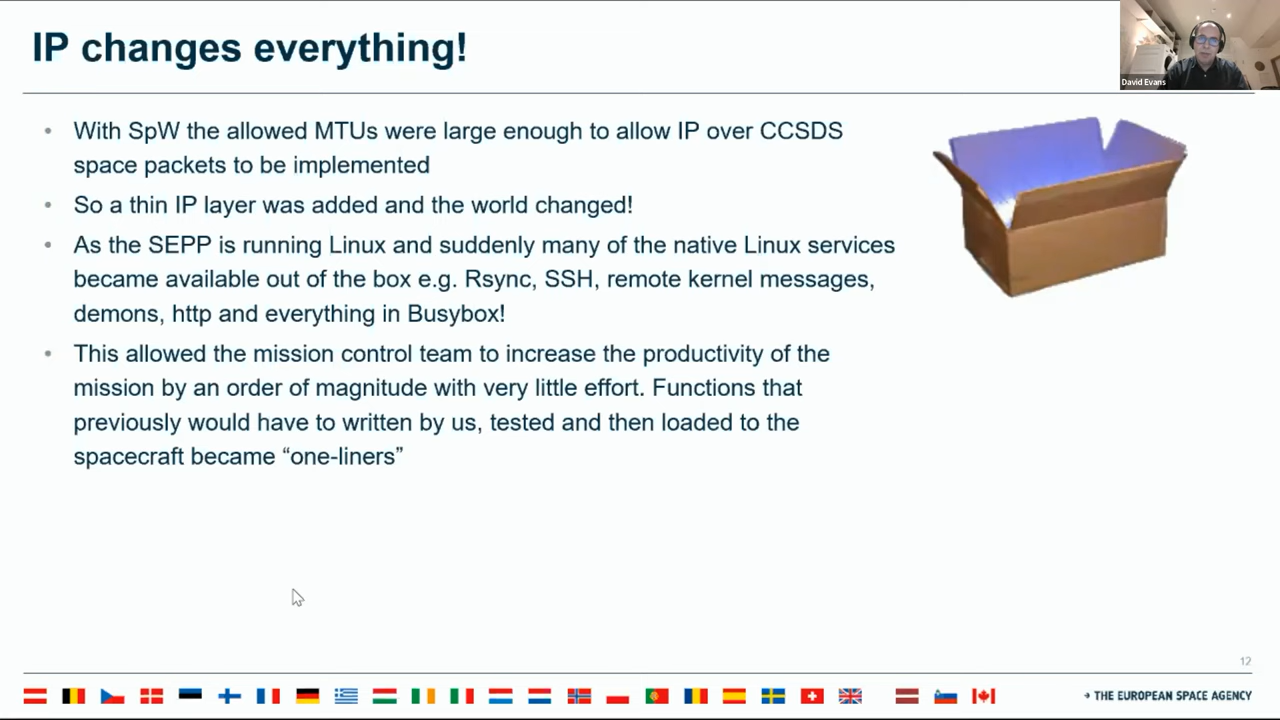 IP changes everything!
David Evans
• With SpW the allowed MTUs were large enough to allow IP over CCSDS
space packets to be implemented
• So a thin IP layer was added and the world changed!
• As the SEPP is running Linux and suddenly many of the native Linux services
became available out of the box e.g. Rsync, SSH, remote kernel messages,
demons, http and everything in Busybox!
• This allowed the mission control team to increase the productivity of the
mission by an order of magnitude with very little effort. Functions that
previously would have to written by us, tested and then loaded to the
spacecraft became “one-liners”
12
→ THE EUROPEAN SPACE AGENCY